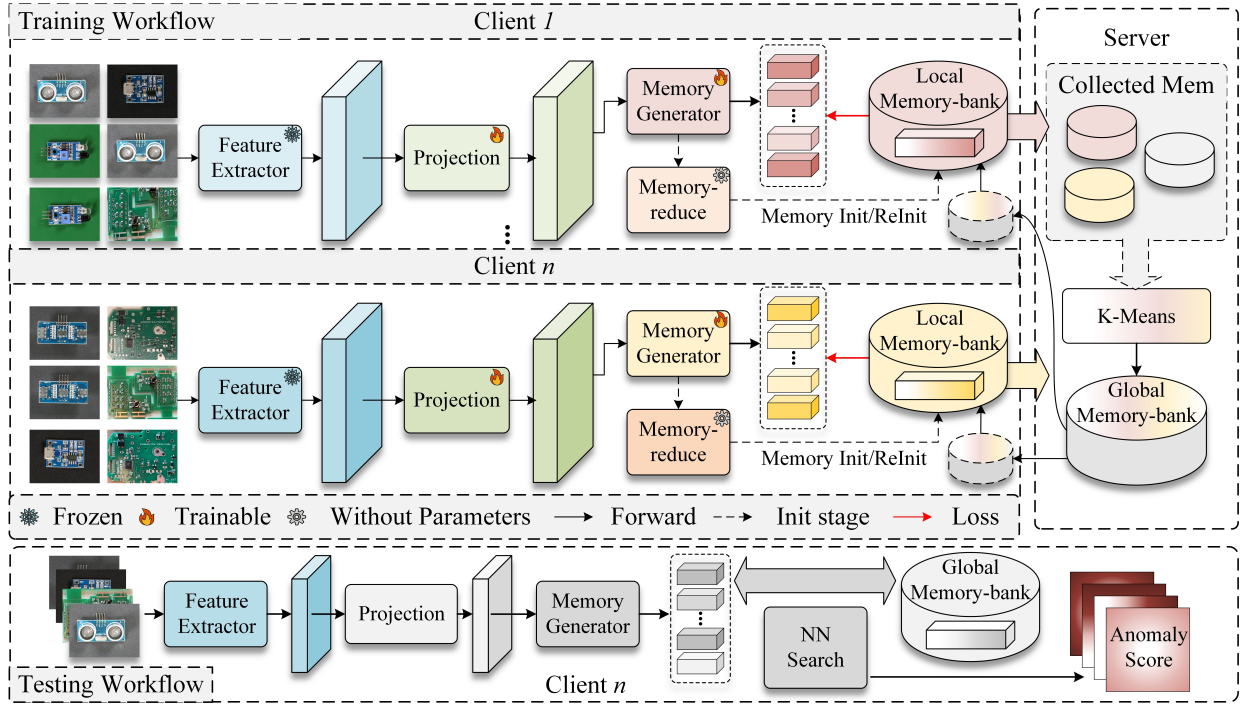 Training Workflow
Client 1
Server
Collected Mem
Feature
Extractor
Projection
Memory
Generator
Memory-
reduce
Local
Memory-bank
Memory Init/ReInit
Client n
Feature
Extractor
Projection
Memory
Generator
Memory-
reduce
Local
Memory-bank
Memory Init/ReInit
K-Means
Global
Memory-bank
Frozen
Trainable
Without Parameters
Forward
Init stage
Loss
Feature
Extractor
Projection
Memory
Generator
NN
Search
Global
Memory-bank
Anomaly
Score
Testing Workflow
Client n